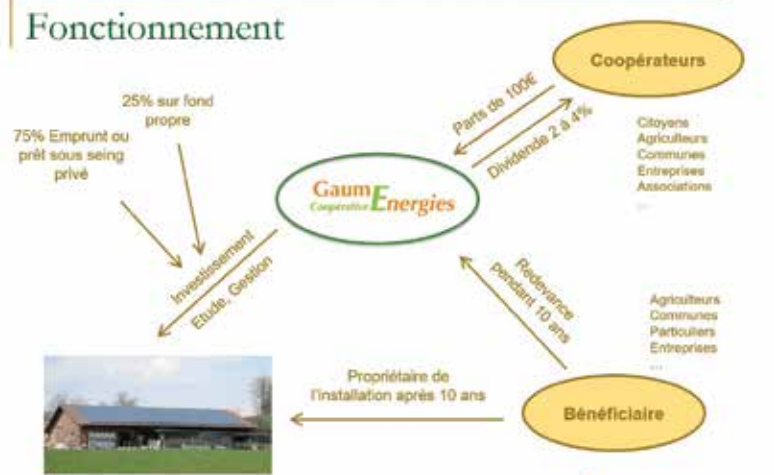 Fonctionnement
25% sur fond
propre
75% Emprunt ou
prêt sous seing
privé
Coopérateurs
Parts de 100€
Dividende 2 à 4%
Citoyens
Agriculteurs
Communes
Entreprises
Associations
...
GaumEnergies
Coopérative
Investissement
Etude, Gestion
Redevance
pendant 10 ans
Agriculteurs
Communes
Particuliers
Entreprises
...
Propriétaire de
l'installation après 10 ans
Bénéficiaire